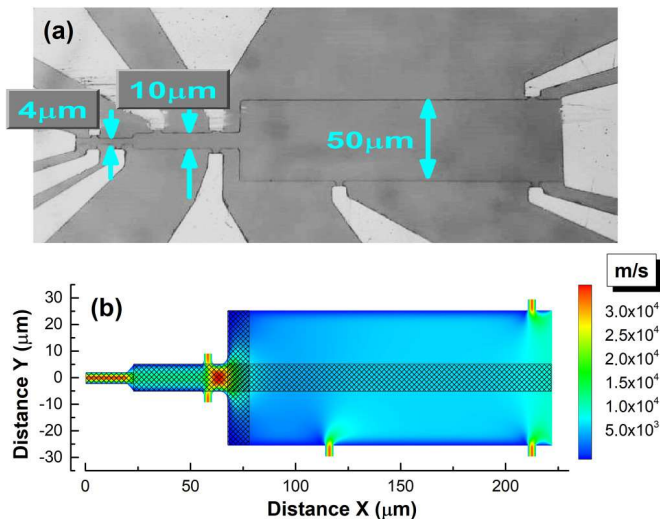 (a)
10μm
4μm
50μm
m/s
(b)
30
20
10
0
-10
-20
-30
Distance Y (μm)
3.0x10⁴
2.5x10⁴
2.0x10⁴
1.5x10⁴
1.0x10⁴
5.0x10³
0 50 100 150 200
Distance X (μm)